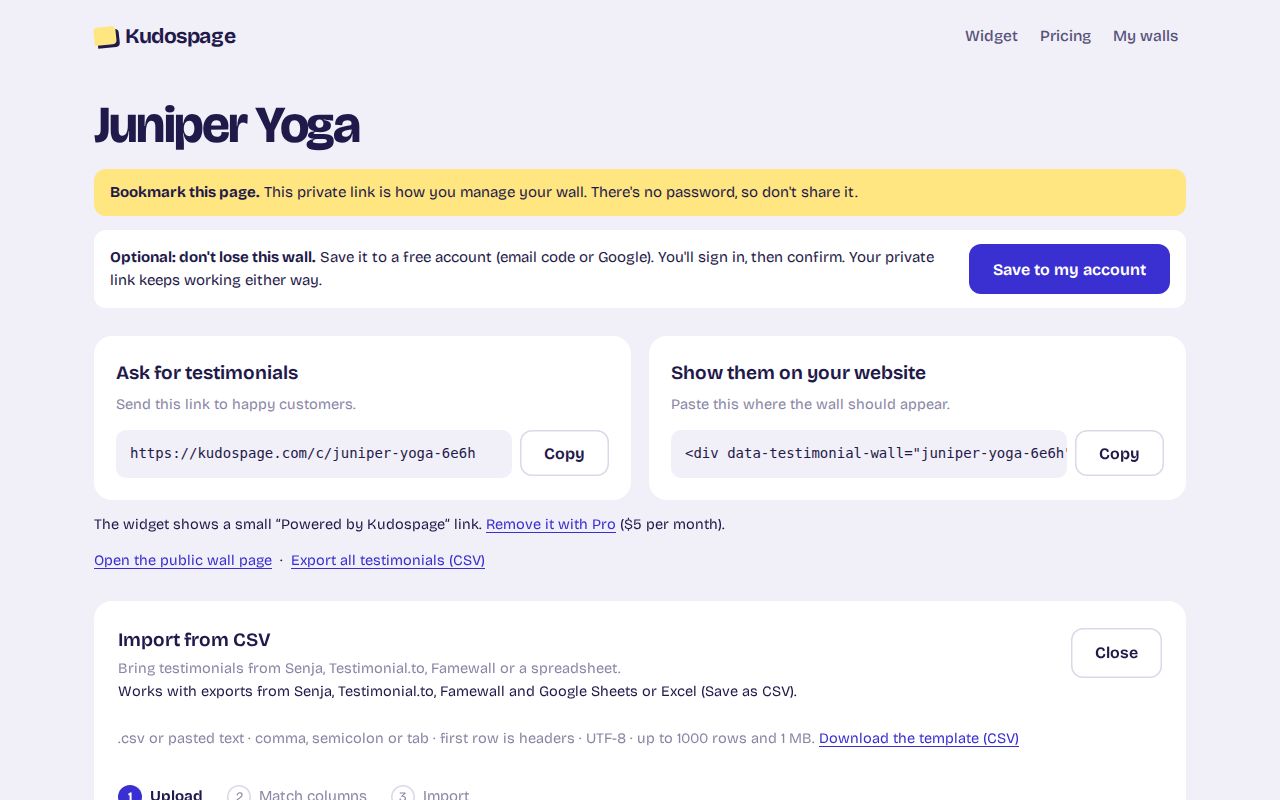 Kudospage
Widget Pricing My walls
Juniper Yoga
Bookmark this page. This private link is how you manage your wall. There's no password, so don't share it.
Optional: don't lose this wall. Save it to a free account (email code or Google). You'll sign in, then confirm. Your private
link keeps working either way.
Save to my account
Ask for testimonials
Send this link to happy customers.
https://kudospage.com/c/juniper-yoga-6e6h
Copy
Show them on your website
Paste this where the wall should appear.
<div data-testimonial-wall="juniper-yoga-6e6h"
Copy
The widget shows a small “Powered by Kudospage” link. Remove it with Pro ($5 per month).
Open the public wall page · Export all testimonials (CSV)
Import from CSV
Bring testimonials from Senja, Testimonial.to, Famewall or a spreadsheet.
Works with exports from Senja, Testimonial.to, Famewall and Google Sheets or Excel (Save as CSV).
Close
.csv or pasted text · comma, semicolon or tab · first row is headers · UTF-8 · up to 1000 rows and 1 MB. Download the template (CSV)
1 Upload 2 Match columns 3 Import